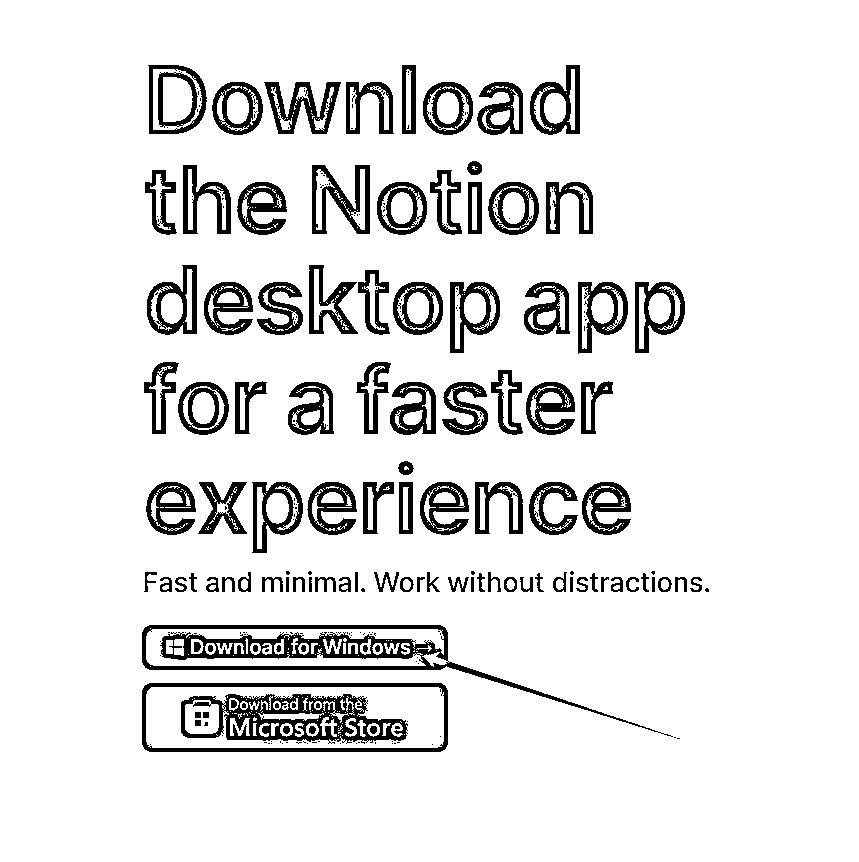 Download
the Notion
desktop app
for a faster
experience
Fast and minimal. Work without distractions.
Download for Windows →
Download from the
Microsoft Store